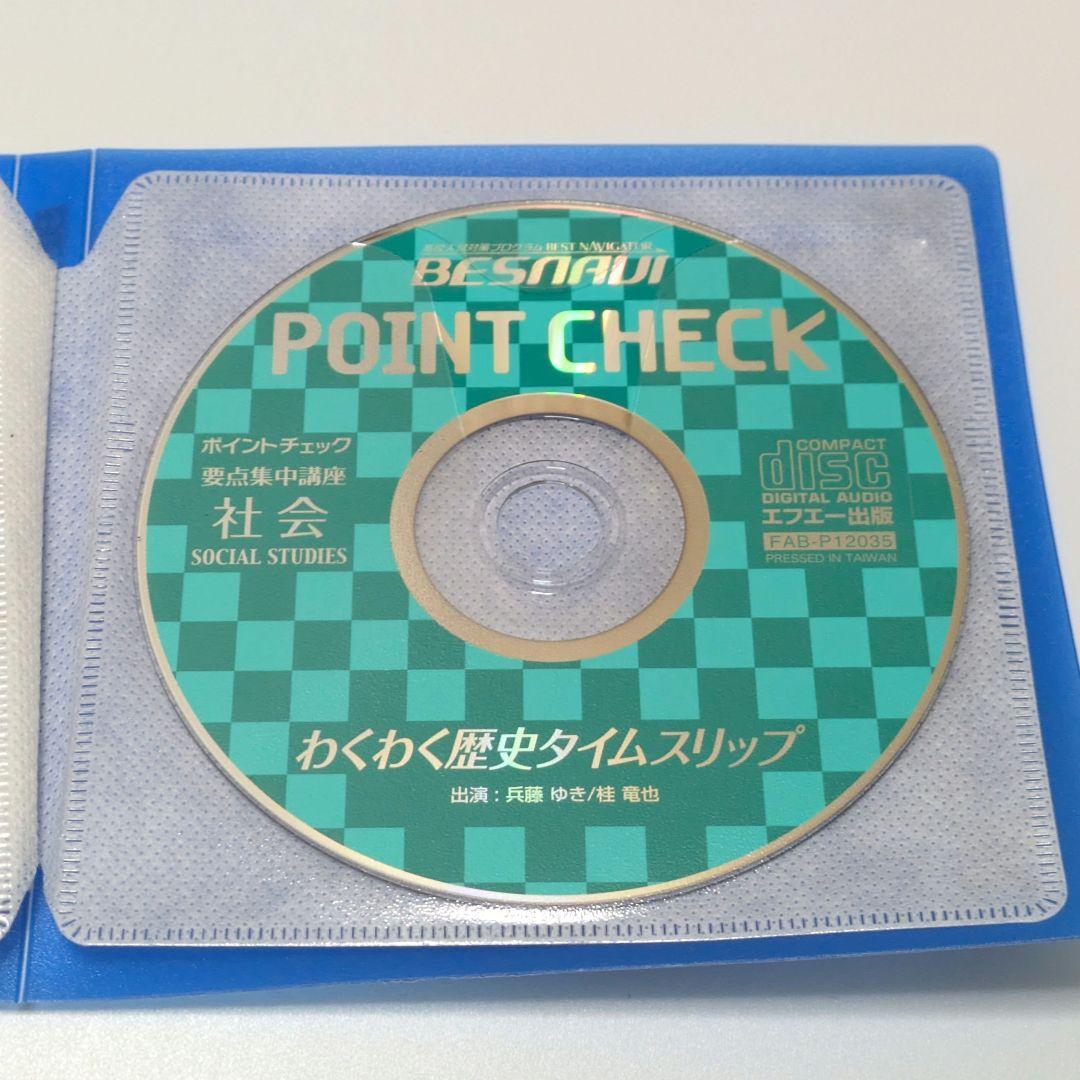 高校入試対策プログラム BEST NAVIGATOR
BESNAVI
POINT CHECK
ポイントチェック
要点集中講座
社会
SOCIAL STUDIES
COMPACT
disc
DIGITAL AUDIO
エフエー出版
FAB-P12035
PRESSED IN TAIWAN
わくわく歴史タイムスリップ
出演:兵藤 ゆき/桂 竜也